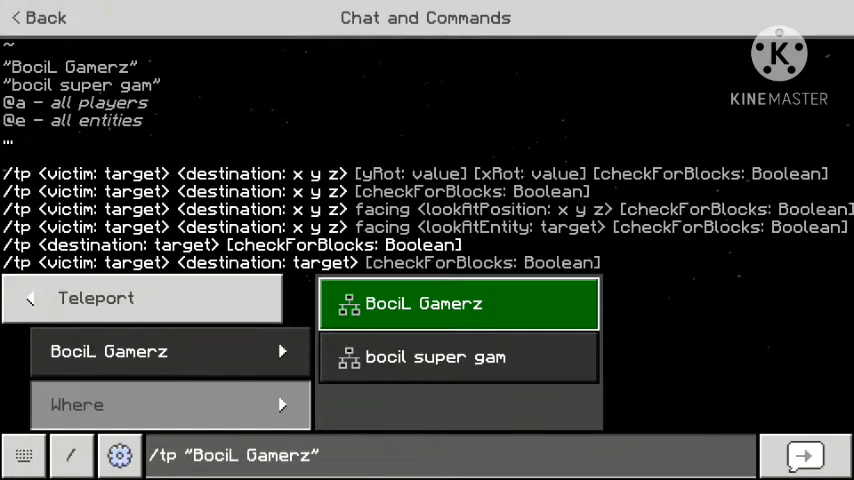 Back
Chat and Commands
~
"BociL Gamerz"
"bocil super gam"
@a - all players
@e - all entities
...
K
KINEMASTER
/tp <victim: target> <destination: x y z> [yRot: value] [xRot: value] [checkForBlocks: Boolean]
/tp <victim: target> <destination: x y z> [checkForBlocks: Boolean]
/tp <victim: target> <destination: x y z> facing <lookAtPosition: x y z> [checkForBlocks: Boolean]
/tp <victim: target> <destination: x y z> facing <lookAtEntity: target> [checkForBlocks: Boolean]
/tp <destination: target> [checkForBlocks: Boolean]
/tp <victim: target> <destination: target> [checkForBlocks: Boolean]
Teleport
BociL Gamerz
Where
BociL Gamerz
bocil super gam
/
/tp "BociL Gamerz"